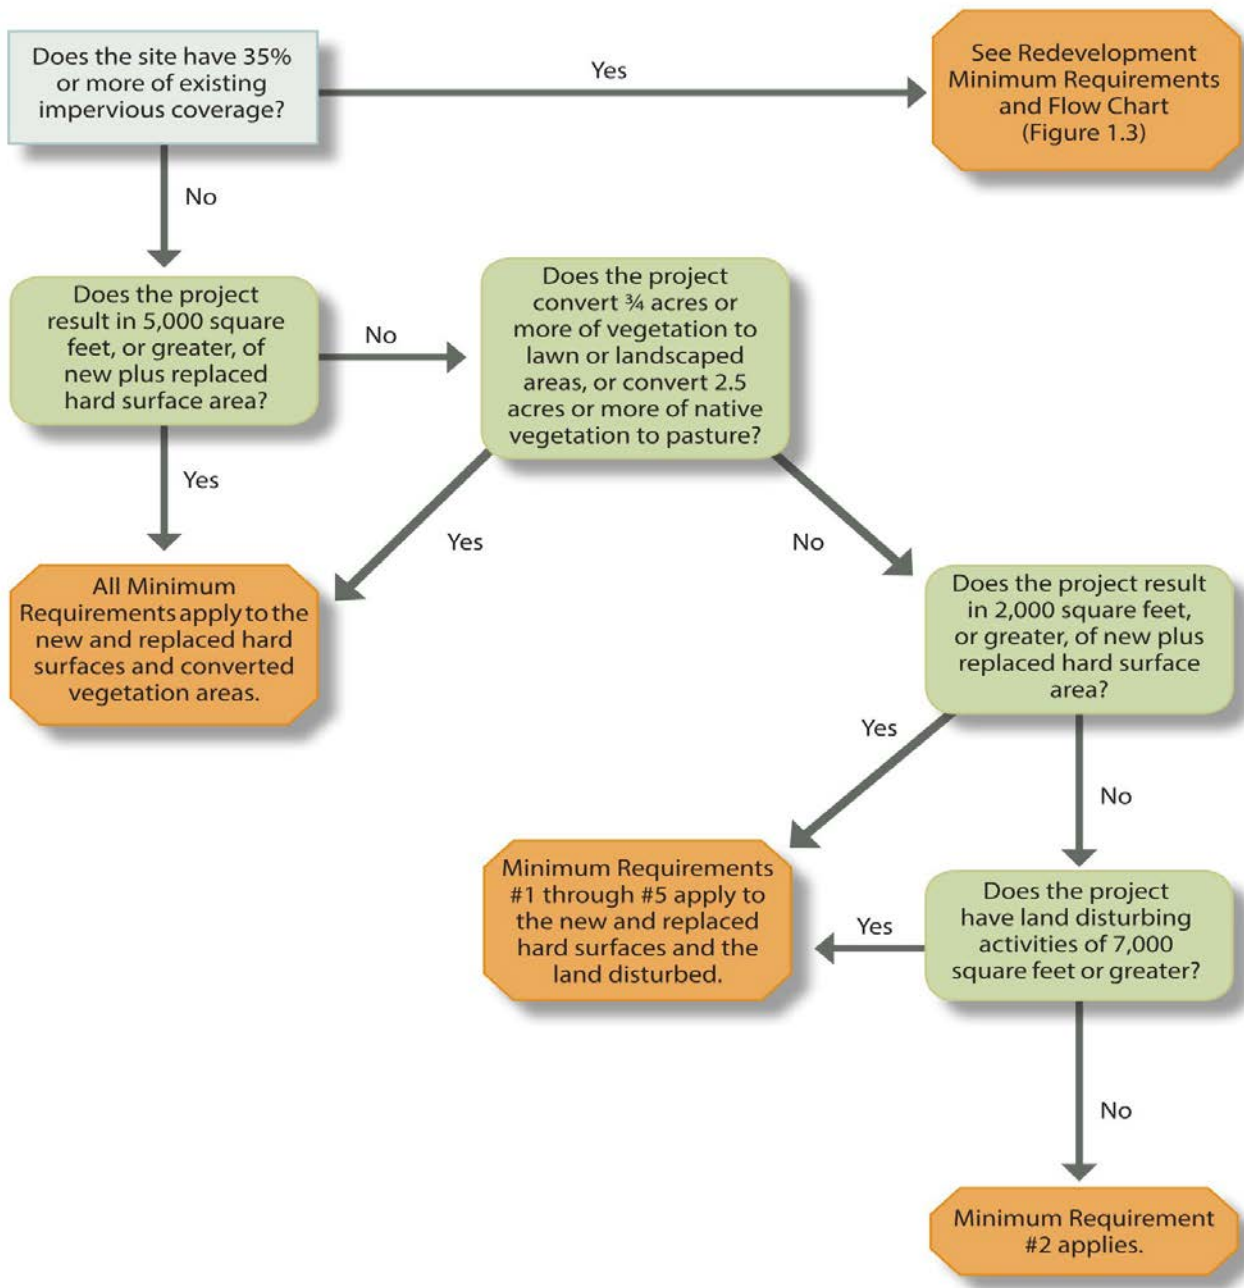 Does the site have 35%
or more of existing
impervious coverage?
Yes
See Redevelopment
Minimum Requirements
and Flow Chart
(Figure 1.3)
No
Does the project
result in 5,000 square
feet, or greater, of
new plus replaced
hard surface area?
No
Does the project
convert ¾ acres or
more of vegetation to
lawn or landscaped
areas, or convert 2.5
acres or more of native
vegetation to pasture?
Yes
Yes
No
All Minimum
Requirements apply to the
new and replaced hard
surfaces and converted
vegetation areas.
Does the project result
in 2,000 square feet,
or greater, of new plus
replaced hard surface
area?
Yes
No
Minimum Requirements
#1 through #5 apply to
the new and replaced
hard surfaces and the
land disturbed.
Yes
Does the project
have land disturbing
activities of 7,000
square feet or greater?
No
Minimum Requirement
#2 applies.